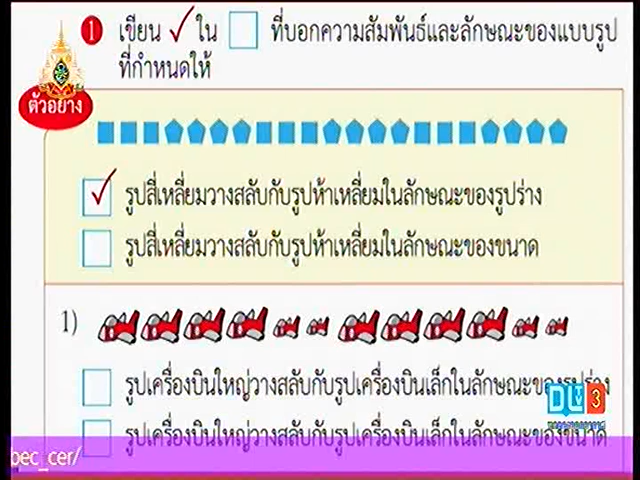 1 เขียน ✓ ใน ที่บอกความสัมพันธ์และลักษณะของแบบรูป
ที่กำหนดให้
ตัวอย่าง
รูปสี่เหลี่ยมวางสลับกับรูปห้าเหลี่ยมในลักษณะของรูปร่าง
รูปสี่เหลี่ยมวางสลับกับรูปห้าเหลี่ยมในลักษณะของขนาด
1)
รูปเครื่องบินใหญ่วางสลับกับรูปเครื่องบินเล็กในลักษณะของรูปร่าง
DLTV 3
รูปเครื่องบินใหญ่วางสลับกับรูปเครื่องบินเล็กในลักษณะของขนาด
bec_cer/